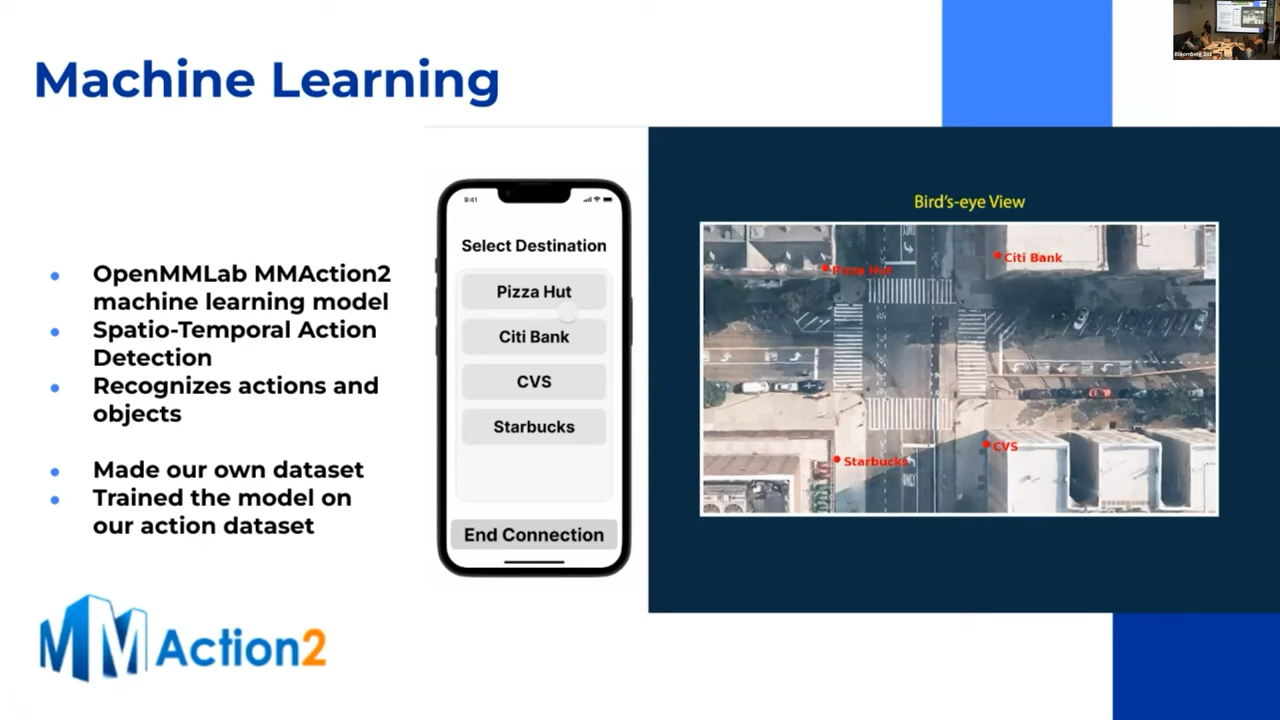 Machine Learning
OpenMMLab MMAction2
machine learning model
Spatio-Temporal Action
Detection
Recognizes actions and
objects
Made our own dataset
Trained the model on
our action dataset
MMAction2
9:41
Select Destination
Pizza Hut
Citi Bank
CVS
Starbucks
End Connection
Bird's-eye View
Pizza Hut
Citi Bank
Starbucks
CVS
ONLY